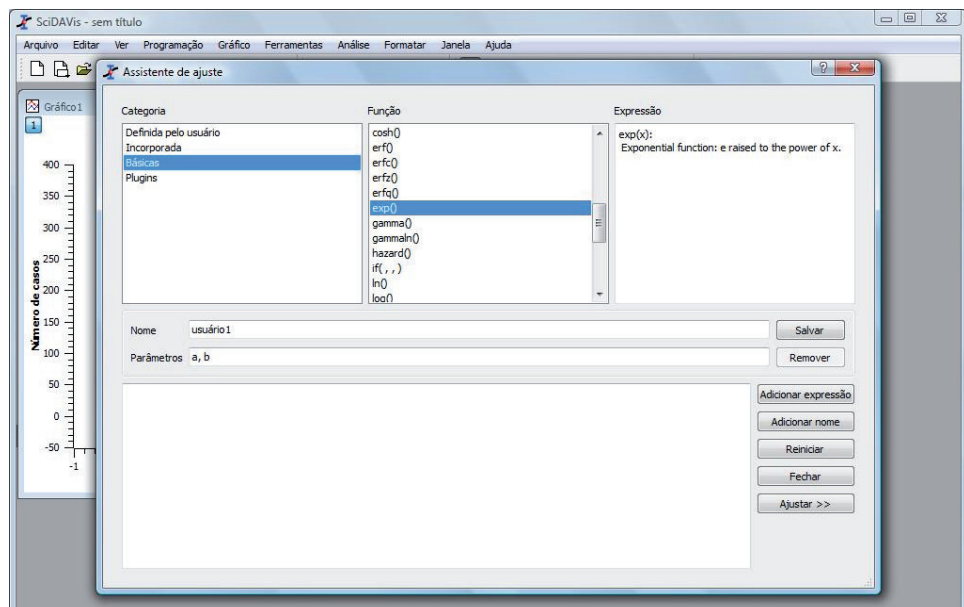 SciDAVis - sem título
Arquivo Editar Ver Programação Gráfico Ferramentas Análise Formatar Janela Ajuda
Assistente de ajuste
Gráfico1
1
400
350
300
250
200
150
100
50
0
-50
-1
Número de casos
Categoria
Definida pelo usuário
Incorporada
Básicas
Plugins
Função
cosh()
erf()
erfc()
erfz()
erfq()
exp()
gamma()
gammaln()
hazard()
if( , , )
ln()
log()
Expressão
exp(x):
Exponential function: e raised to the power of x.
Nome usuário1 Salvar
Parâmetros a, b Remover
Adicionar expressão
Adicionar nome
Reiniciar
Fechar
Ajustar >>